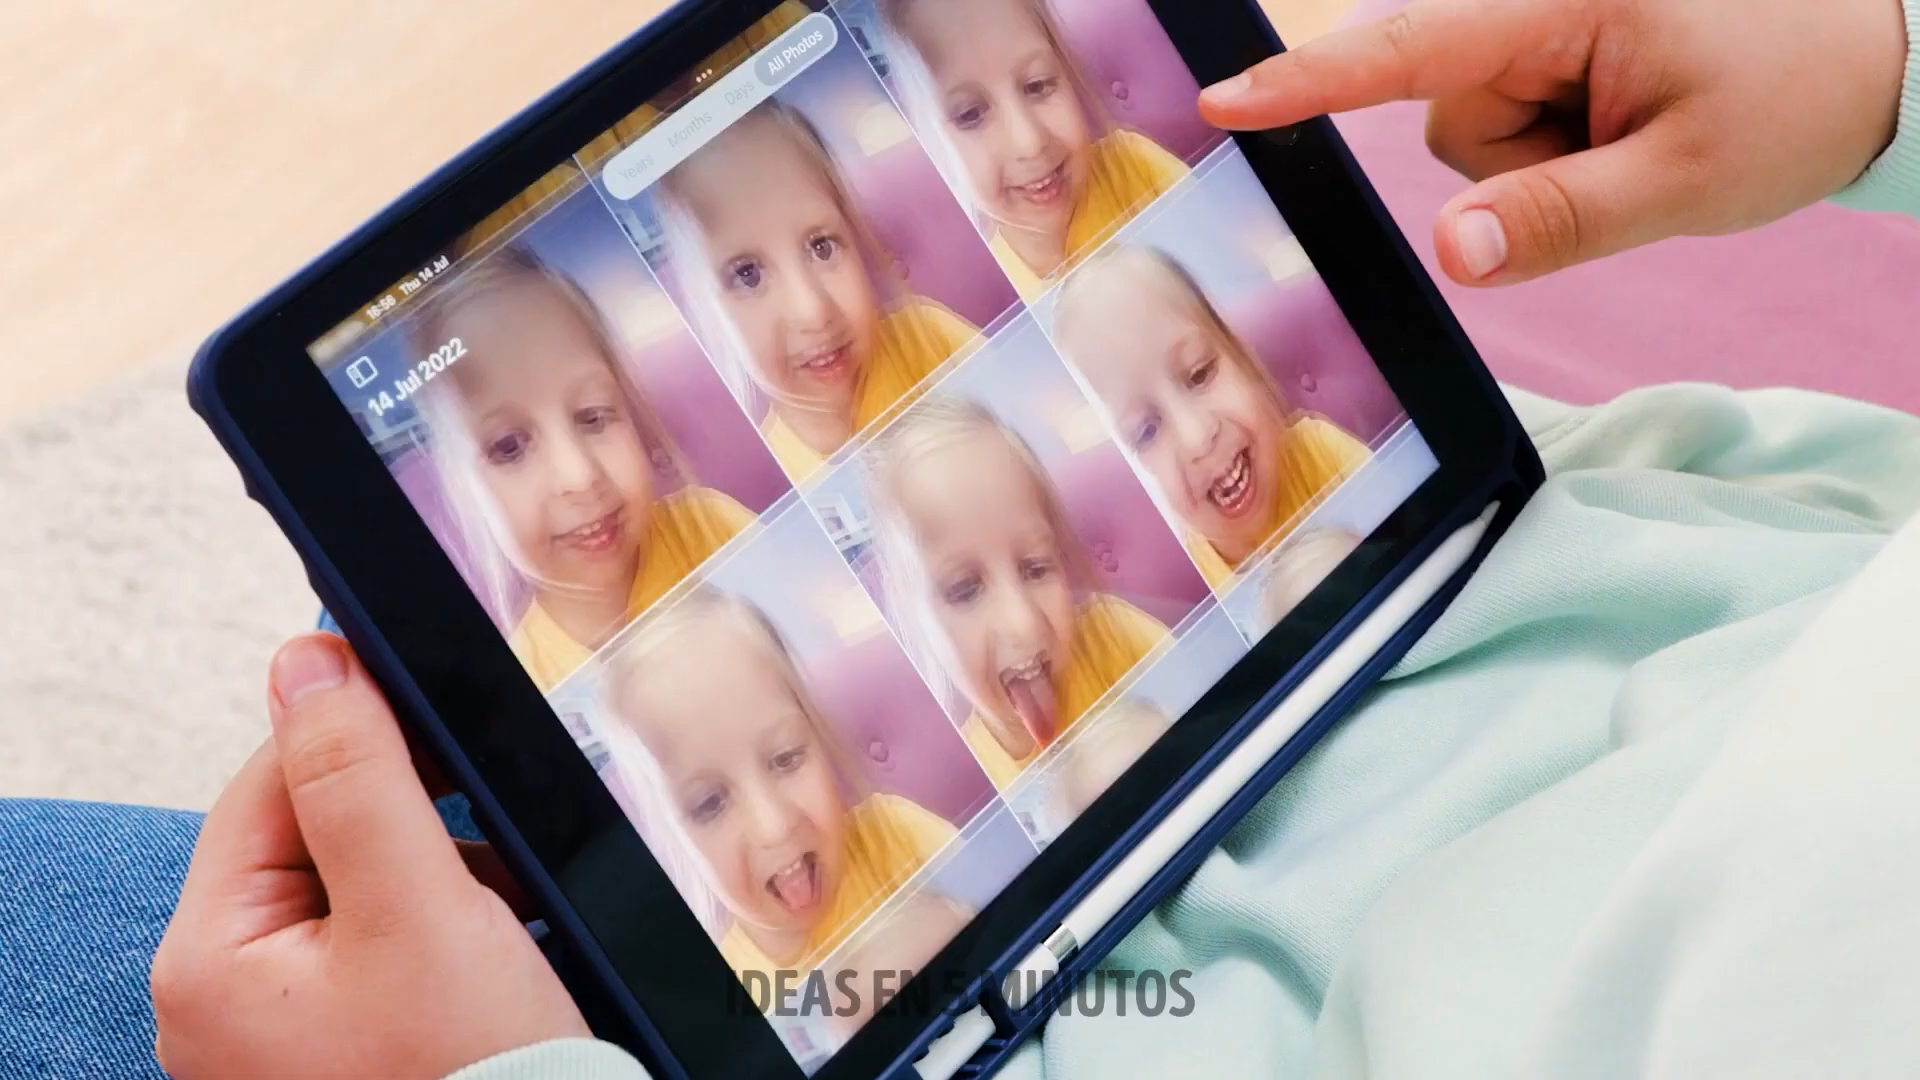 16:56 Thu 14 Jul
14 Jul 2022
Years Months Days All Photos
IDEAS EN 5 MINUTOS